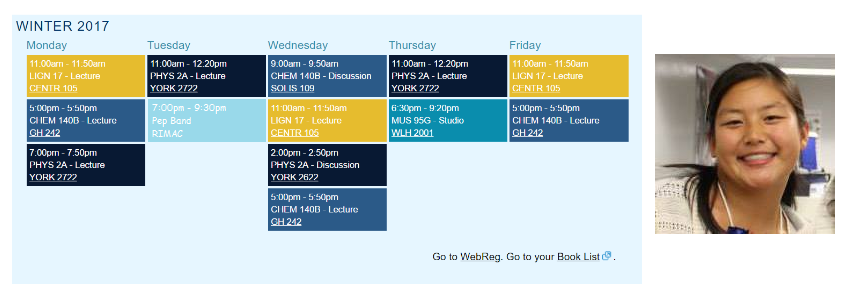 WINTER 2017
Monday
11:00am - 11:50am
LIGN 17 - Lecture
CENTR 105
5:00pm - 5:50pm
CHEM 140B - Lecture
GH 242
7:00pm - 7:50pm
PHYS 2A - Lecture
YORK 2722
Tuesday
11:00am - 12:20pm
PHYS 2A - Lecture
YORK 2722
7:00pm - 9:30pm
Pep Band
RIMAC
Wednesday
9:00am - 9:50am
CHEM 140B - Discussion
SOLIS 109
11:00am - 11:50am
LIGN 17 - Lecture
CENTR 105
2:00pm - 2:50pm
PHYS 2A - Discussion
YORK 2622
5:00pm - 5:50pm
CHEM 140B - Lecture
GH 242
Thursday
11:00am - 12:20pm
PHYS 2A - Lecture
YORK 2722
6:30pm - 9:20pm
MUS 95G - Studio
WLH 2001
Friday
11:00am - 11:50am
LIGN 17 - Lecture
CENTR 105
5:00pm - 5:50pm
CHEM 140B - Lecture
GH 242
Go to WebReg. Go to your Book List .